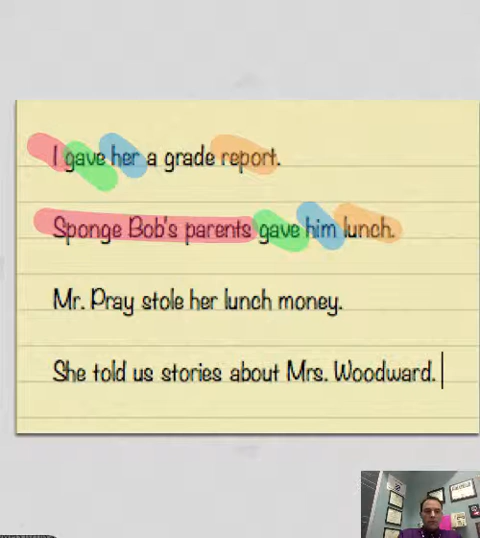 I gave her a grade report.
Sponge Bob's parents gave him lunch.
Mr. Pray stole her lunch money.
She told us stories about Mrs. Woodward.